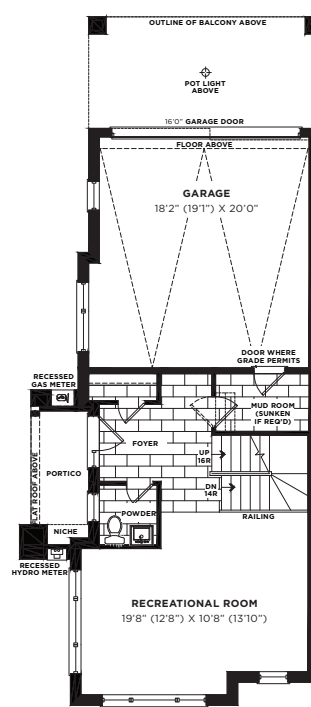 OUTLINE OF BALCONY ABOVE
POT LIGHT
ABOVE
16'0" GARAGE DOOR
FLOOR ABOVE
GARAGE
18'2" (19'1") X 20'0"
DOOR WHERE
GRADE PERMITS
RECESSED
GAS METER
MUD ROOM
(SUNKEN
IF REQ'D)
FOYER
UP
16R
PORTICO
FLAT ROOF ABOVE
DN
14R
POWDER
RAILING
NICHE
RECESSED
HYDRO METER
RECREATIONAL ROOM
19'8" (12'8") X 10'8" (13'10")